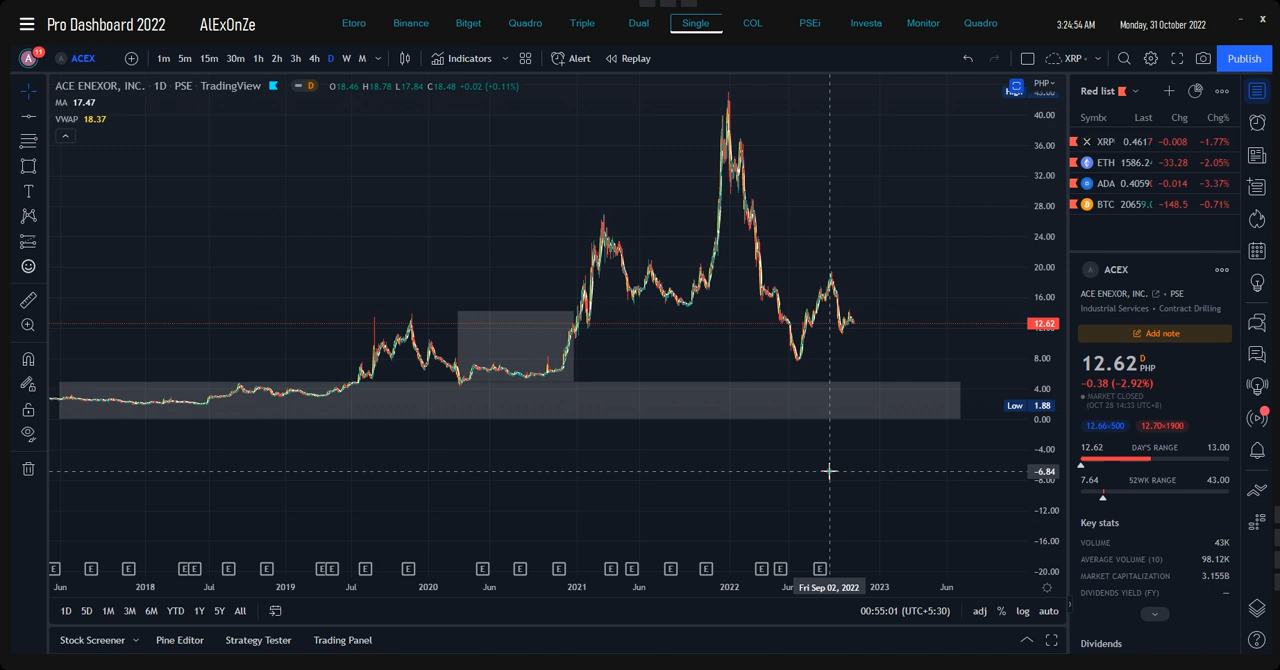 Pro Dashboard 2022 AlExOnZe Etoro Binance Bitget Quadro Triple Dual Single COL PSEi Investa Monitor Quadro 3:24:54 AM Monday, 31 October 2022 – X
A 11 A ACEX 1m 5m 15m 30m 1h 2h 3h 4h D W M Indicators Alert Replay XRP Publish
ACE ENEXOR, INC. · 1D · PSE TradingView D O18.46 H18.78 L17.84 C18.48 +0.02 (+0.11%)
MA 17.47
VWAP 18.37
PHP
High 43.00
40.00
36.00
32.00
28.00
24.00
20.00
16.00
12.62
8.00
4.00
Low 1.88
0.00
-4.00
-6.84
-8.00
-12.00
-16.00
-20.00
E E E E E E E E E E E E E E E E E E E E E E
Jun 2018 Jul 2019 Jul 2020 Jun 2021 Jun 2022 Jun Fri Sep 02, 2022 2023 Jun
1D 5D 1M 3M 6M YTD 1Y 5Y All 00:55:01 (UTC+5:30) adj % log auto
Stock Screener Pine Editor Strategy Tester Trading Panel
Red list
Symbo Last Chg Chg%
XRP 0.4617 -0.008 -1.77%
ETH 1586.24 -33.28 -2.05%
ADA 0.4059 -0.014 -3.37%
BTC 20659.0 -148.5 -0.71%
A ACEX
ACE ENEXOR, INC. • PSE
Industrial Services • Contract Drilling
Add note
12.62 D PHP
-0.38 (-2.92%)
MARKET CLOSED
(OCT 28 14:33 UTC+8)
12.66×500 12.70×1900
12.62 DAY'S RANGE 13.00
7.64 52WK RANGE 43.00
Key stats
VOLUME 43K
AVERAGE VOLUME (10) 98.12K
MARKET CAPITALIZATION 3.155B
DIVIDENDS YIELD (FY) —
Dividends